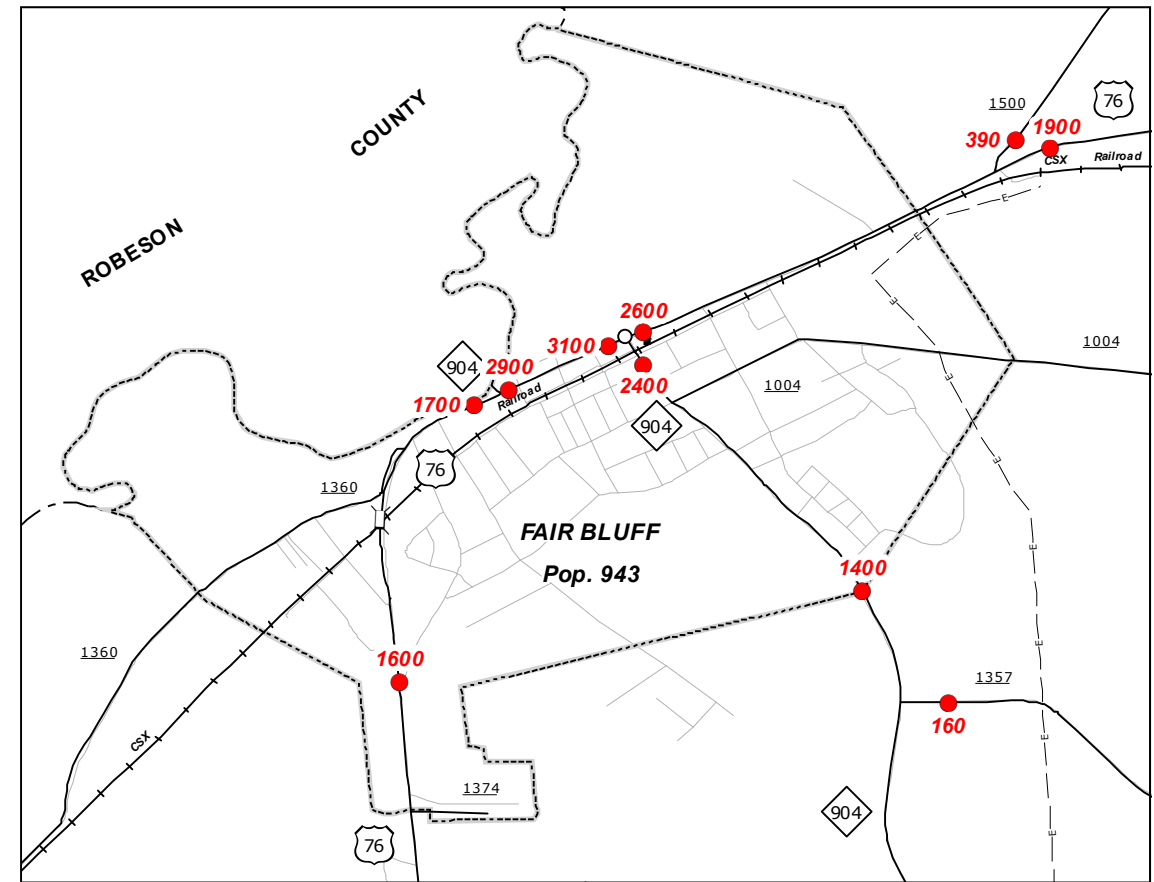 1500
76
390
1900
CSX
Railroad
COUNTY
E
ROBESON
E
2600
3100
1004
904
2900
2400
1004
Railroad
1700
904
76
E
1360
FAIR BLUFF
E
Pop. 943
1400
E
1600
1360
1357
160
CSX
E
1374
904
76
E